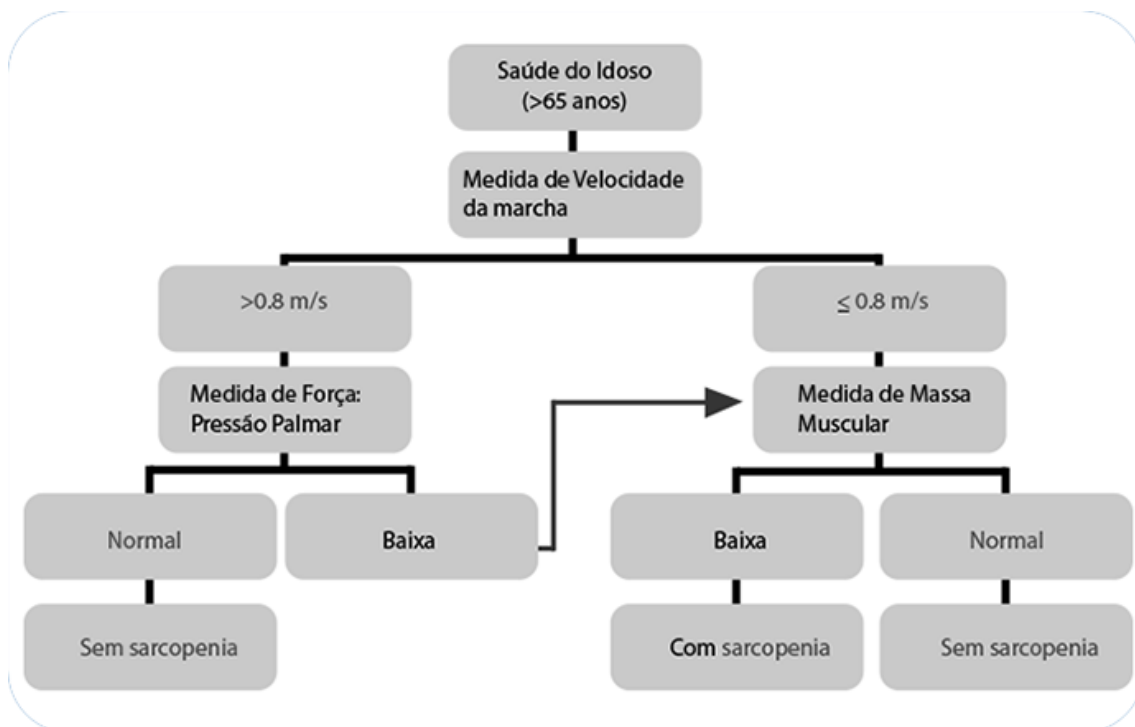 Saúde do Idoso
(>65 anos)
Medida de Velocidade
da marcha
>0.8 m/s
≤ 0.8 m/s
Medida de Força:
Pressão Palmar
Medida de Massa
Muscular
Normal
Baixa
Baixa
Normal
Sem sarcopenia
Com sarcopenia
Sem sarcopenia